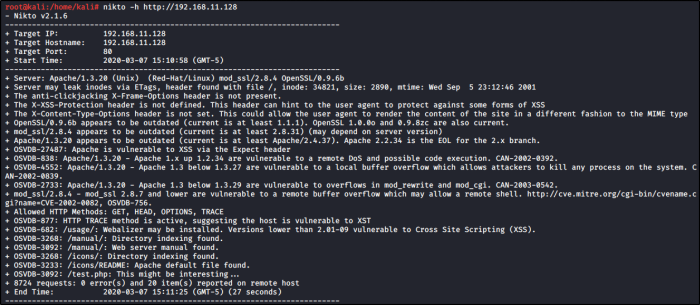 root@kali:/home/kali# nikto -h http://192.168.11.128
- Nikto v2.1.6
---------------------------------------------------------------------------
+ Target IP:          192.168.11.128
+ Target Hostname:    192.168.11.128
+ Target Port:        80
+ Start Time:         2020-03-07 15:10:58 (GMT-5)
---------------------------------------------------------------------------
+ Server: Apache/1.3.20 (Unix)  (Red-Hat/Linux) mod_ssl/2.8.4 OpenSSL/0.9.6b
+ Server may leak inodes via ETags, header found with file /, inode: 34821, size: 2890, mtime: Wed Sep  5 23:12:46 2001
+ The anti-clickjacking X-Frame-Options header is not present.
+ The X-XSS-Protection header is not defined. This header can hint to the user agent to protect against some forms of XSS
+ The X-Content-Type-Options header is not set. This could allow the user agent to render the content of the site in a different fashion to the MIME type
+ OpenSSL/0.9.6b appears to be outdated (current is at least 1.1.1). OpenSSL 1.0.0o and 0.9.8zc are also current.
+ mod_ssl/2.8.4 appears to be outdated (current is at least 2.8.31) (may depend on server version)
+ Apache/1.3.20 appears to be outdated (current is at least Apache/2.4.37). Apache 2.2.34 is the EOL for the 2.x branch.
+ OSVDB-27487: Apache is vulnerable to XSS via the Expect header
+ OSVDB-838: Apache/1.3.20 - Apache 1.x up 1.2.34 are vulnerable to a remote DoS and possible code execution. CAN-2002-0392.
+ OSVDB-4552: Apache/1.3.20 - Apache 1.3 below 1.3.27 are vulnerable to a local buffer overflow which allows attackers to kill any process on the system. C
AN-2002-0839.
+ OSVDB-2733: Apache/1.3.20 - Apache 1.3 below 1.3.29 are vulnerable to overflows in mod_rewrite and mod_cgi. CAN-2003-0542.
+ mod_ssl/2.8.4 - mod_ssl 2.8.7 and lower are vulnerable to a remote buffer overflow which may allow a remote shell. http://cve.mitre.org/cgi-bin/cvename.c
gi?name=CVE-2002-0082, OSVDB-756.
+ Allowed HTTP Methods: GET, HEAD, OPTIONS, TRACE
+ OSVDB-877: HTTP TRACE method is active, suggesting the host is vulnerable to XST
+ OSVDB-682: /usage/: Webalizer may be installed. Versions lower than 2.01-09 vulnerable to Cross Site Scripting (XSS).
+ OSVDB-3268: /manual/: Directory indexing found.
+ OSVDB-3092: /manual/: Web server manual found.
+ OSVDB-3268: /icons/: Directory indexing found.
+ OSVDB-3233: /icons/README: Apache default file found.
+ OSVDB-3092: /test.php: This might be interesting...
+ 8724 requests: 0 error(s) and 20 item(s) reported on remote host
+ End Time:           2020-03-07 15:11:25 (GMT-5) (27 seconds)
---------------------------------------------------------------------------